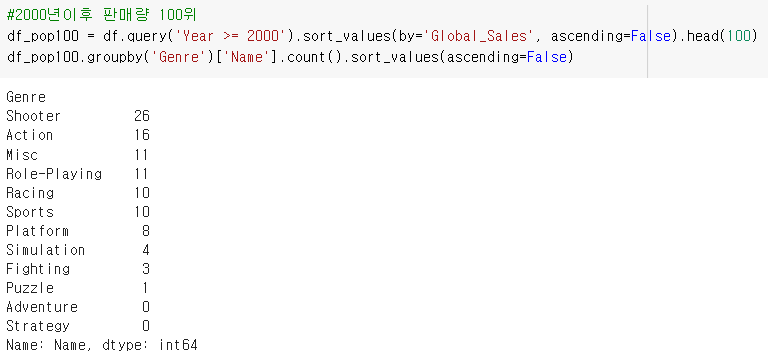 #2000년이후 판매량 100위
df_pop100 = df.query('Year >= 2000').sort_values(by='Global_Sales', ascending=False).head(100)
df_pop100.groupby('Genre')['Name'].count().sort_values(ascending=False)
Genre
Shooter 26
Action 16
Misc 11
Role-Playing 11
Racing 10
Sports 10
Platform 8
Simulation 4
Fighting 3
Puzzle 1
Adventure 0
Strategy 0
Name: Name, dtype: int64